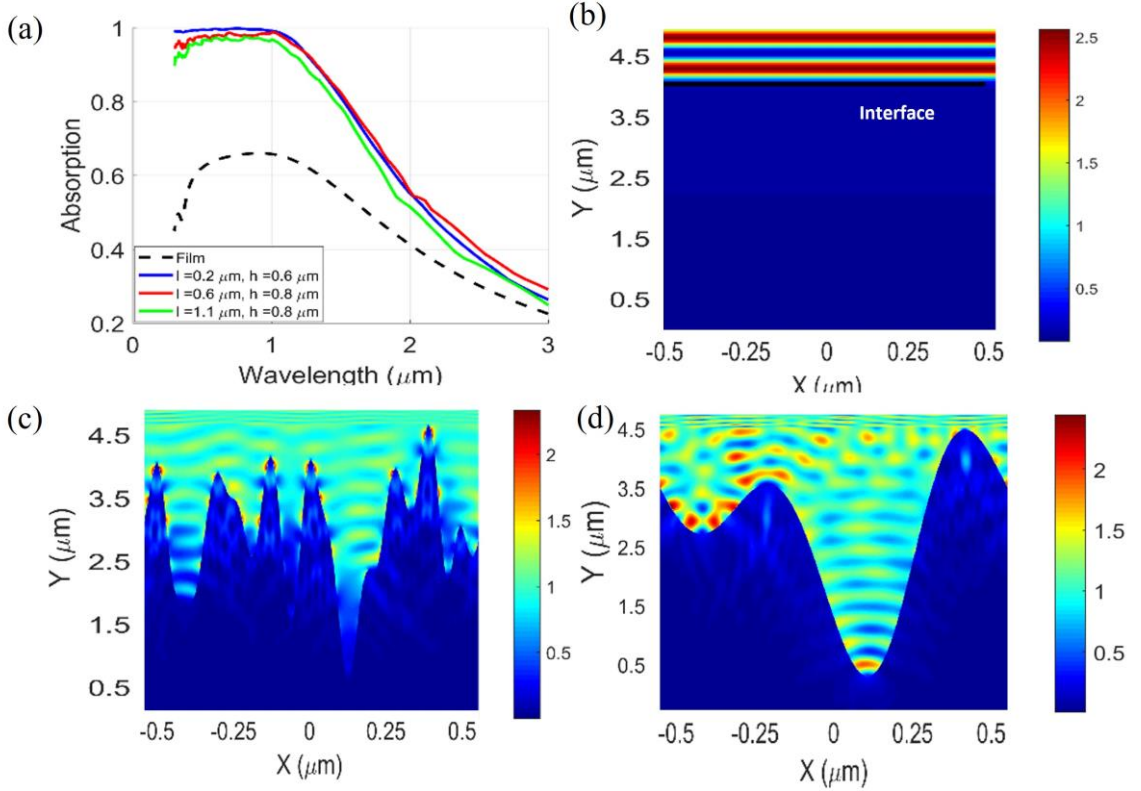 (a)
1
0.8
0.6
0.4
0.2
0 1 2 3
Absorption
Wavelength (μm)
Film
l =0.2 μm, h =0.6 μm
l =0.6 μm, h =0.8 μm
l =1.1 μm, h =0.8 μm
(b)
4.5
3.5
2.5
1.5
0.5
Y (μm)
Interface
-0.5 -0.25 0 0.25 0.5
X (μm)
2.5
2
1.5
1
0.5
(c)
4.5
3.5
2.5
1.5
0.5
Y (μm)
-0.5 -0.25 0 0.25 0.5
X (μm)
2
1.5
1
0.5
(d)
4.5
3.5
2.5
1.5
0.5
Y (μm)
-0.5 -0.25 0 0.25 0.5
X (μm)
2
1.5
1
0.5